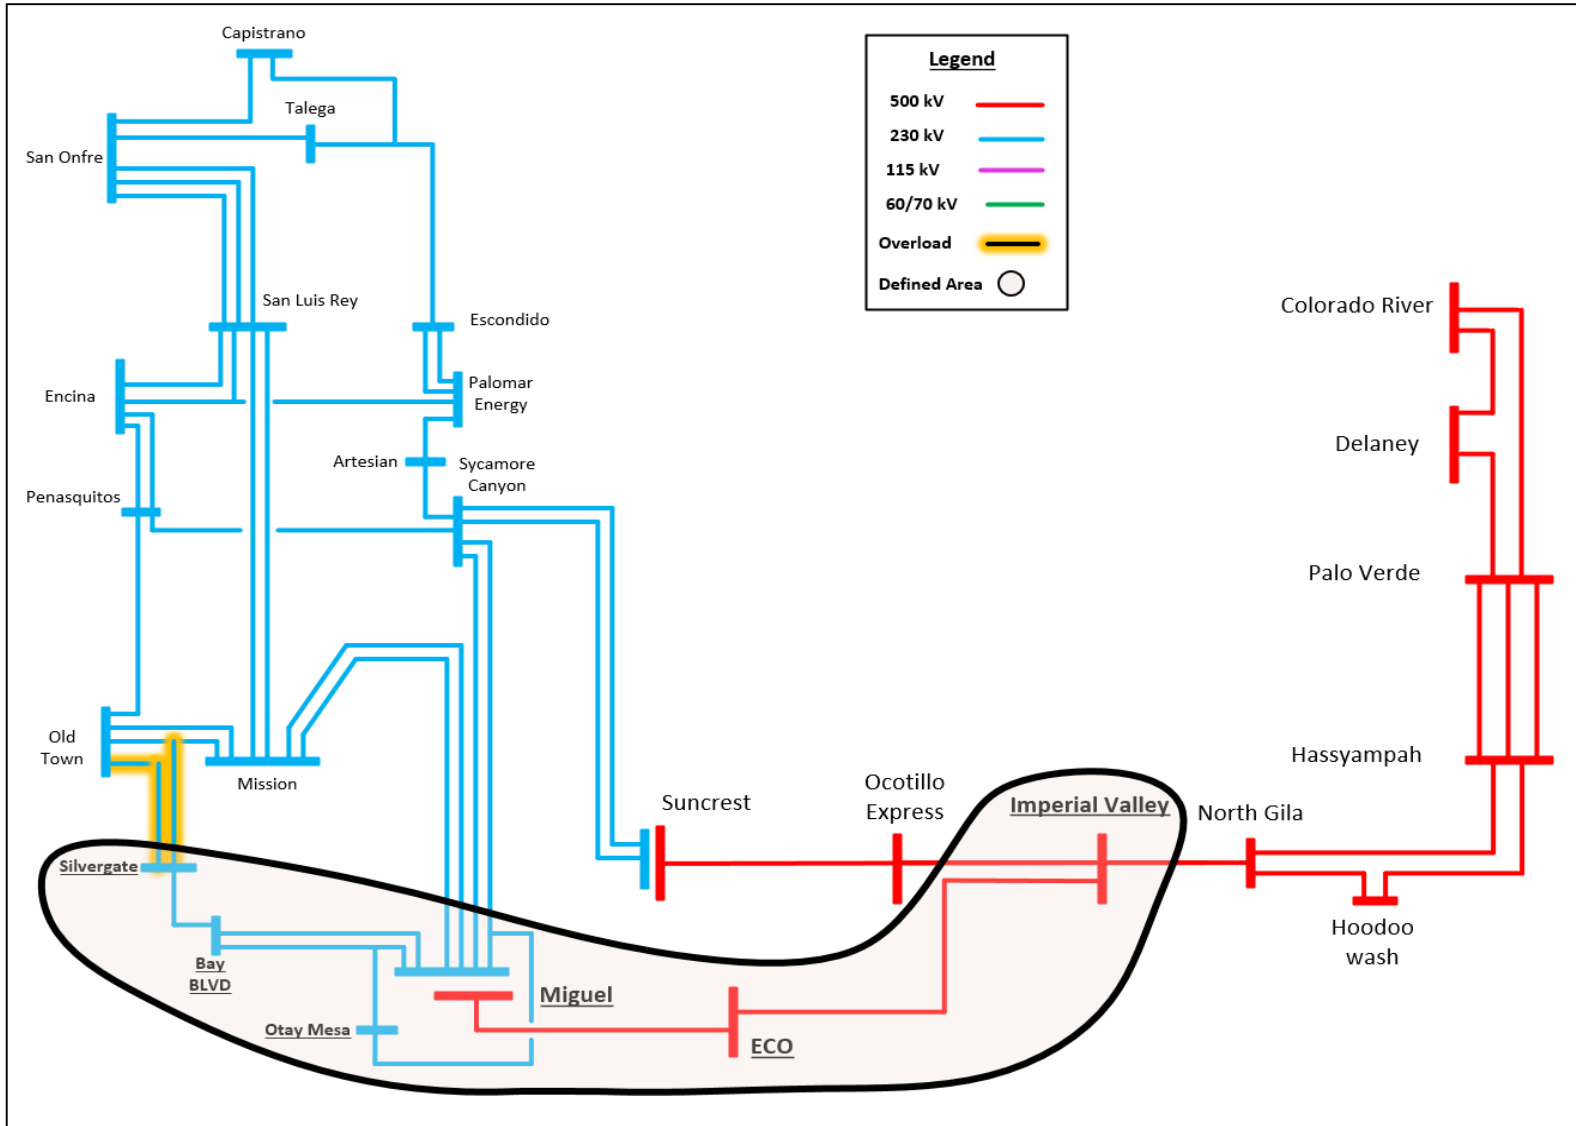 Capistrano
Talega
San Onfre
San Luis Rey
Escondido
Encina
Palomar
Energy
Artesian
Sycamore
Canyon
Penasquitos
Old
Town
Mission
Silvergate
Bay
BLVD
Otay Mesa
Miguel
ECO
Suncrest
Ocotillo
Express
Imperial Valley
North Gila
Hoodoo
wash
Hassyampah
Palo Verde
Delaney
Colorado River
Legend
500 kV
230 kV
115 kV
60/70 kV
Overload
Defined Area